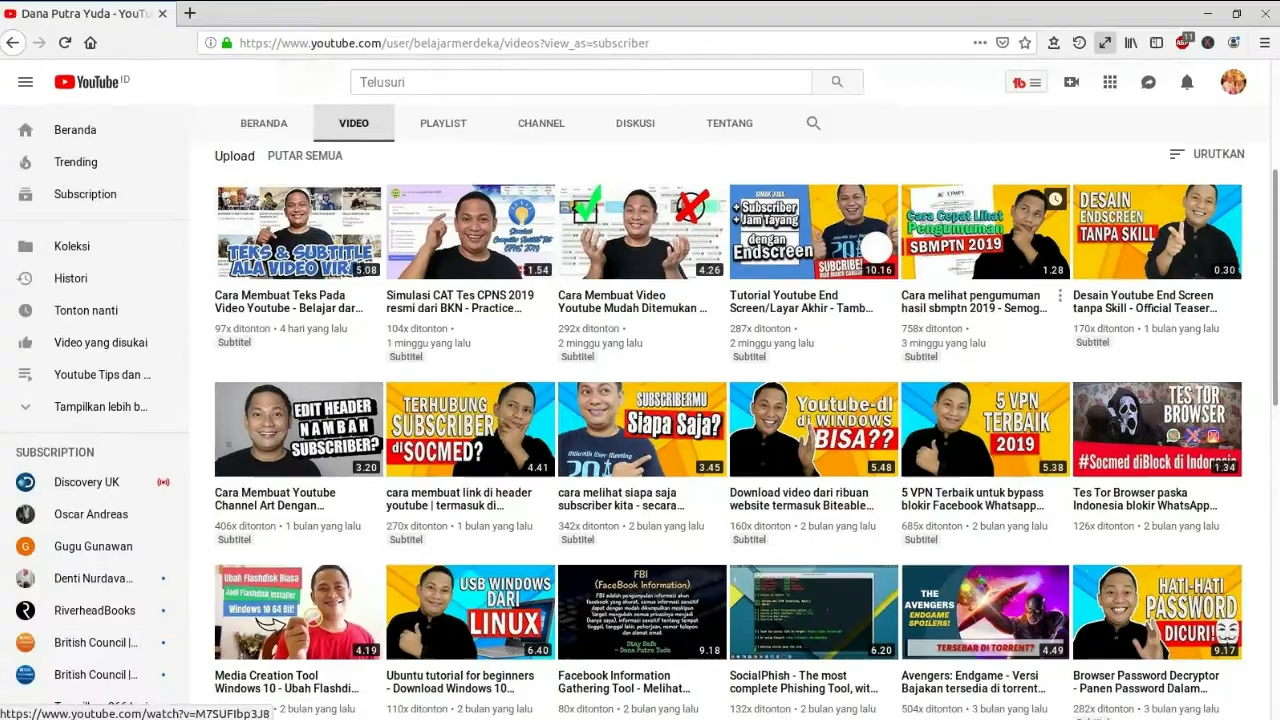 Dana Putra Yuda - YouTu
https://www.youtube.com/user/belajarmerdeka/videos?view_as=subscriber
11
YouTube ID
Telusuri
BERANDA VIDEO PLAYLIST CHANNEL DISKUSI TENTANG
Upload PUTAR SEMUA URUTKAN
Beranda
Trending
Subscription
Koleksi
Histori
Tonton nanti
Video yang disukai
Youtube Tips dan ...
Tampilkan lebih b...
SUBSCRIPTION
Discovery UK
Oscar Andreas
Gugu Gunawan
Denti Nurdava...
RockingBooks
British Council |...
British Council |...
TEKS & SUBTITLE
ALA VIDEO VIR
5.08
Cara Membuat Teks Pada
Video Youtube - Belajar dar...
97x ditonton • 4 hari yang lalu
Subtitel
1.54
Simulasi CAT Tes CPNS 2019
resmi dari BKN - Practice...
104x ditonton •
1 minggu yang lalu
Subtitel
4.26
Cara Membuat Video
Youtube Mudah Ditemukan ...
292x ditonton •
2 minggu yang lalu
Subtitel
SIMAK JUGA
+ Subscriber
+ Jam Tayang
dengan
Endscreen
SUBCRIBE
10.16
Tutorial Youtube End
Screen/Layar Akhir - Tamb...
287x ditonton •
2 minggu yang lalu
Subtitel
LTMPT
Cara Cepat Lihat
Pengumuman
SBMPTN 2019
1.28
Cara melihat pengumuman
hasil sbmptn 2019 - Semog...
758x ditonton •
3 minggu yang lalu
Subtitel
DESAIN
ENDSCREEN
TANPA SKILL
0.30
Desain Youtube End Screen
tanpa Skill - Official Teaser...
170x ditonton • 1 bulan yang lalu
Subtitel
EDIT HEADER
NAMBAH
SUBSCRIBER?
3.20
Cara Membuat Youtube
Channel Art Dengan...
406x ditonton • 1 bulan yang lalu
Subtitel
TERHUBUNG
SUBSCRIBER
diSOCMED?
4.41
cara membuat link di header
youtube | termasuk di...
270x ditonton • 1 bulan yang lalu
Subtitel
SUBSCRIBERMU
Siapa Saja?
MikroTik User Meeting
3.45
cara melihat siapa saja
subscriber kita - secara...
342x ditonton • 2 bulan yang lalu
Subtitel
Youtube-dl
di WINDOWS
BISA??
5.48
Download video dari ribuan
website termasuk Biteable...
160x ditonton • 2 bulan yang lalu
Subtitel
5 VPN
TERBAIK
2019
5.38
5 VPN Terbaik untuk bypass
blokir Facebook Whatsapp...
685x ditonton • 2 bulan yang lalu
Subtitel
TES TOR
BROWSER
#Socmed diBlock di Indon
1:34
Tes Tor Browser paska
Indonesia blokir WhatsApp...
126x ditonton • 2 bulan yang lalu
Ubah Flashdisk Biasa
Jadi Flashdisk Installer
Windows 10 64 Bit!
4.19
Media Creation Tool
Windows 10 - Ubah Flashdi...
2 bulan yang lalu
USB WINDOWS
DARI
LINUX
6.40
Ubuntu tutorial for beginners
- Download Windows 10...
110x ditonton • 2 bulan yang lalu
FBI
(FaceBook Information)
Stay Safe
~ Dana Putra Yuda ~
9.18
Facebook Information
Gathering Tool - Melihat...
80x ditonton • 2 bulan yang lalu
6.20
SocialPhish - The most
complete Phishing Tool, wit...
132x ditonton • 2 bulan yang lalu
THE
AVENGERS
ENDGAME
SPOILERS!
TERSEBAR DI TORRENT?
4.49
Avengers: Endgame - Versi
Bajakan tersedia di torrent...
504x ditonton • 3 bulan yang lalu
HATI-HATI
PASSWORD
DICURI
9.17
Browser Password Decryptor
- Panen Password Dalam...
282x ditonton • 2 bulan yang lalu
https://www.youtube.com/watch?v=M7SUFIbp3J8